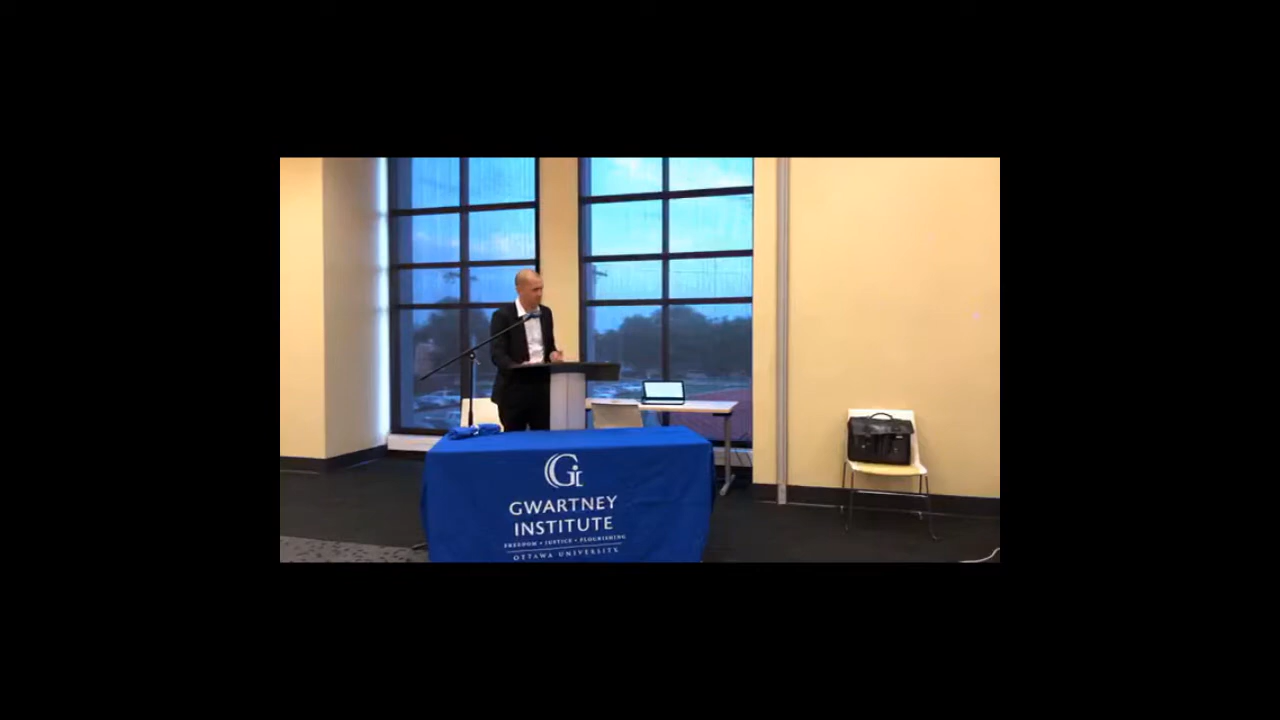 Gi
GWARTNEY
INSTITUTE
FREEDOM • JUSTICE • FLOURISHING
OTTAWA UNIVERSITY